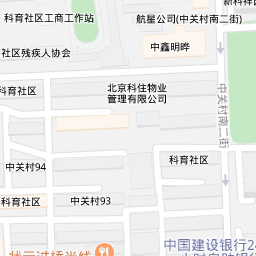 科育社区工商工作站
航星公司(中关村南二街)
中鑫明晔
社区残疾人协会
科育社区
北京科住物业
管理有限公司
中关村南二街
科育社区
中关村94
科育社区
中关村93
中国建设银行24